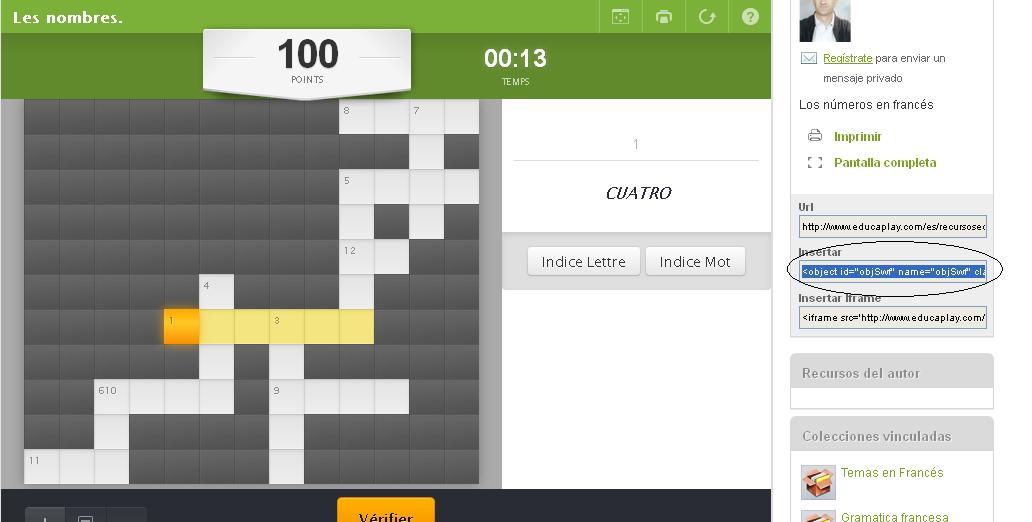 Les nombres.
?
100
POINTS
00:13
TEMPS
8
7
5
12
4
1
3
610
9
11
1
CUATRO
Indice Lettre
Indice Mot
Vérifier
Regístrate para enviar un
mensaje privado
Los números en francés
Imprimir
Pantalla completa
Url
http://www.educaplay.com/es/recursosec
Insertar
<object id="objSwf" name="objSwf" cla
Insertar Iframe
<iframe src='http://www.educaplay.com/
Recursos del autor
Colecciones vinculadas
Temas en Francés
Gramatica francesa